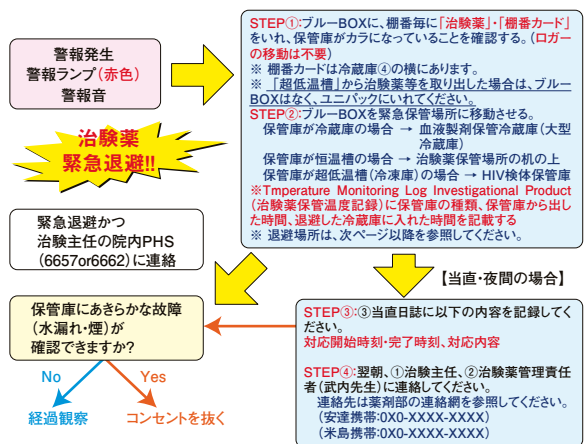 警報発生
警報ランプ(赤色)
警報音
治験薬
緊急退避!!
緊急退避かつ
治験主任の院内PHS
(6657or6662)に連絡
STEP①:ブルーBOXに、棚番毎に「治験薬」・「棚番カード」
をいれ、保管庫がカラになっていることを確認する。(ロガー
の移動は不要)
※ 棚番カードは冷蔵庫④の横にあります。
※ 「超低温槽」から治験薬等を取り出した場合は、ブルー
BOXはなく、ユニパックにいれてください。
STEP②:ブルーBOXを緊急保管場所に移動させる。
保管庫が冷蔵庫の場合 → 血液製剤保管冷蔵庫(大型
冷蔵庫)
保管庫が恒温槽の場合 → 治験薬保管場所の机の上
保管庫が超低温槽(冷凍庫)の場合 → HIV検体保管庫
※Tmperature Monitoring Log Investigational Product
(治験薬保管温度記録)に保管庫の種類、保管庫から出し
た時間、退避した冷蔵庫に入れた時間を記載する
※ 退避場所は、次ページ以降を参照してください。
【当直・夜間の場合】
STEP③:③当直日誌に以下の内容を記録してく
ださい。
対応開始時刻・完了時刻、対応内容
STEP④:翌朝、①治験主任、②治験薬管理責任
者(武内先生)に連絡してください。
連絡先は薬剤部の連絡網を参照してください。
(安達携帯:0X0-XXXX-XXXX)
(米島携帯:0X0-XXXX-XXXX)
保管庫にあきらかな故障
(水漏れ・煙)が
確認できますか?
No
Yes
経過観察
コンセントを抜く